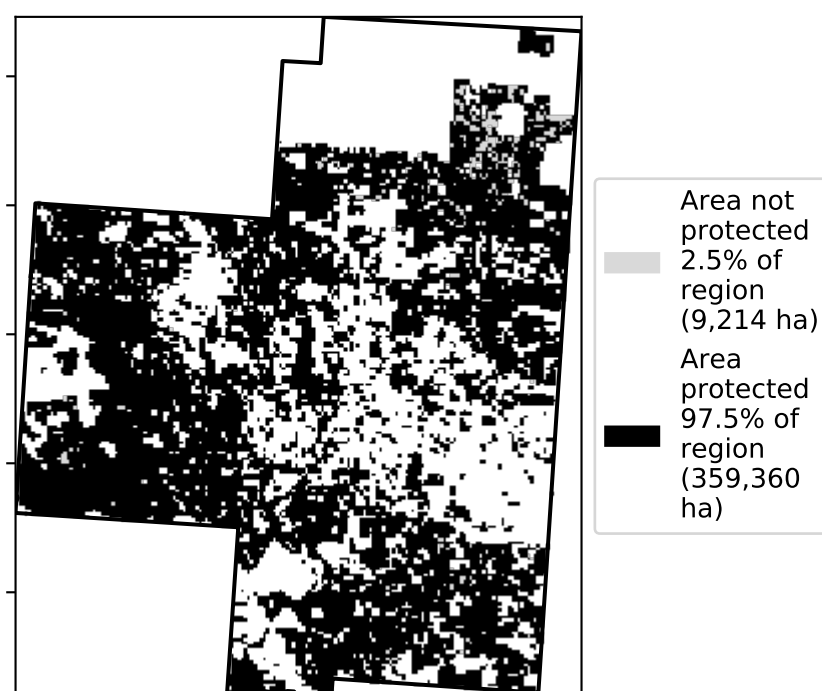 Area not
protected
2.5% of
region
(9,214 ha)
Area
protected
97.5% of
region
(359,360
ha)